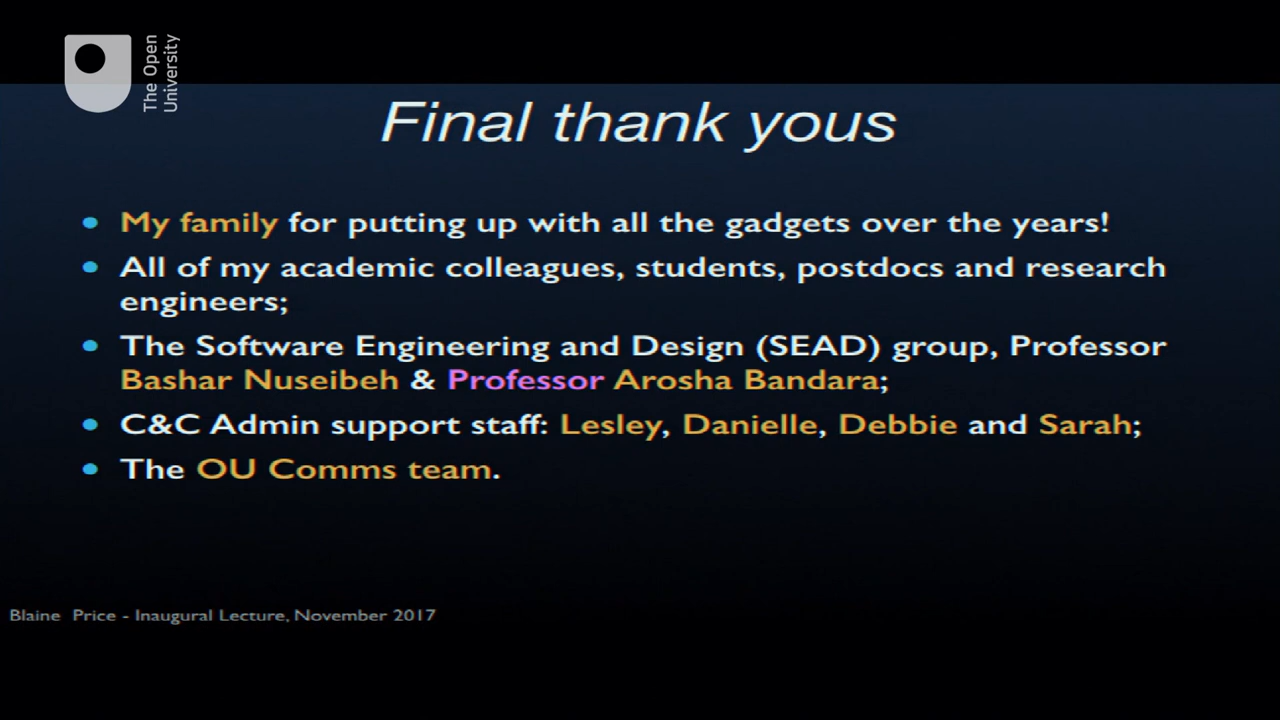 The Open
University
Final thank yous
My family for putting up with all the gadgets over the years!
All of my academic colleagues, students, postdocs and research
engineers;
The Software Engineering and Design (SEAD) group, Professor
Bashar Nuseibeh & Professor Arosha Bandara;
C&C Admin support staff: Lesley, Danielle, Debbie and Sarah;
The OU Comms team.
Blaine Price - Inaugural Lecture, November 2017